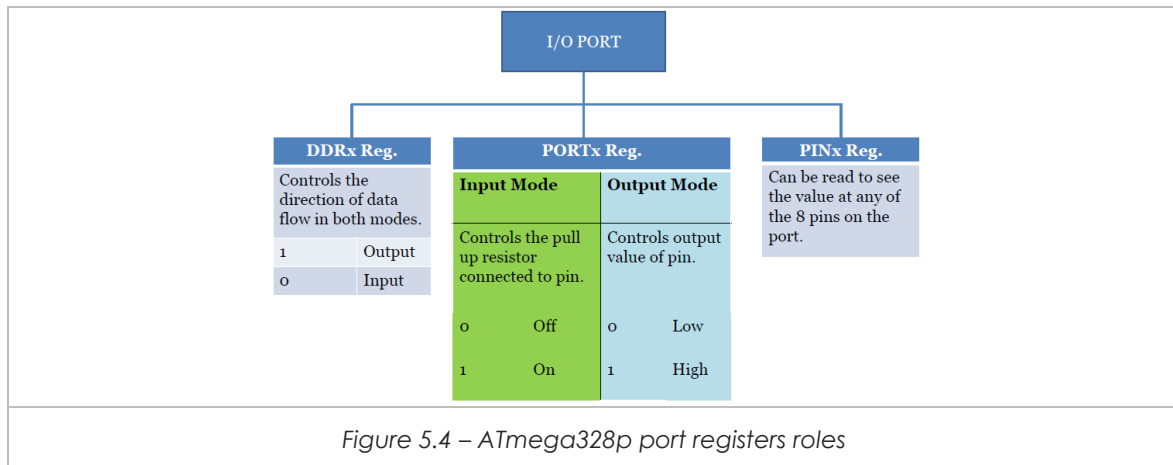 I/O PORT
DDRx Reg.
Controls the
direction of data
flow in both modes.
1 Output
0 Input
PORTx Reg.
Input Mode
Controls the pull
up resistor
connected to pin.
0 Off
1 On
Output Mode
Controls output
value of pin.
0 Low
1 High
PINx Reg.
Can be read to see
the value at any of
the 8 pins on the
port.
Figure 5.4 – ATmega328p port registers roles